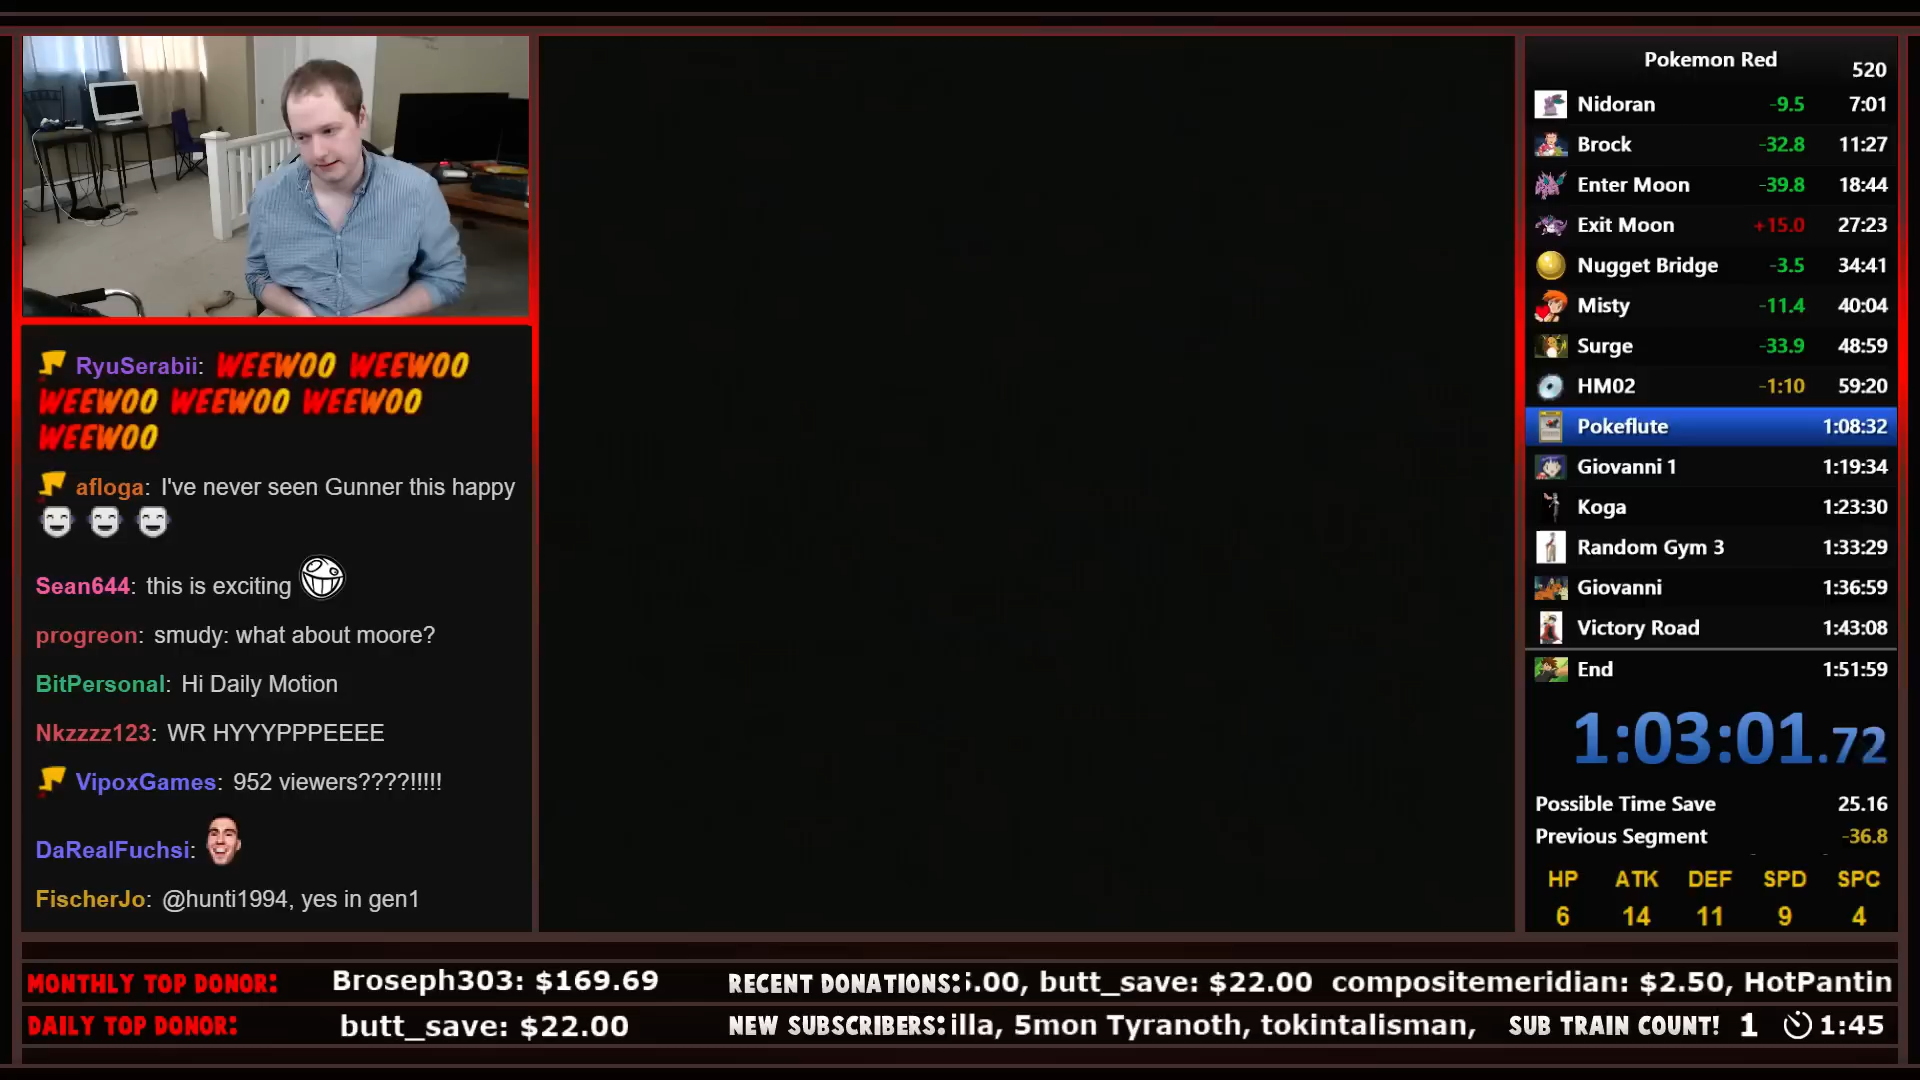 RyuSerabii: WEEWOO WEEWOO
WEEWOO WEEWOO WEEWOO
WEEWOO
afloga: I've never seen Gunner this happy
Sean644: this is exciting
progreon: smudy: what about moore?
BitPersonal: Hi Daily Motion
Nkzzzz123: WR HYYYPPPEEEE
VipoxGames: 952 viewers????!!!!!
DaRealFuchsi:
FischerJo: @hunti1994, yes in gen1
Pokemon Red 520
Nidoran -9.5 7:01
Brock -32.8 11:27
Enter Moon -39.8 18:44
Exit Moon +15.0 27:23
Nugget Bridge -3.5 34:41
Misty -11.4 40:04
Surge -33.9 48:59
HM02 -1:10 59:20
Pokeflute 1:08:32
Giovanni 1 1:19:34
Koga 1:23:30
Random Gym 3 1:33:29
Giovanni 1:36:59
Victory Road 1:43:08
End 1:51:59
1:03:01.72
Possible Time Save 25.16
Previous Segment -36.8
HP ATK DEF SPD SPC
6 14 11 9 4
MONTHLY TOP DONOR: Broseph303: $169.69 RECENT DONATIONS: .00, butt_save: $22.00 compositemeridian: $2.50, HotPantin
DAILY TOP DONOR: butt_save: $22.00 NEW SUBSCRIBERS: illa, 5mon Tyranoth, tokintalisman, SUB TRAIN COUNT! 1 1:45